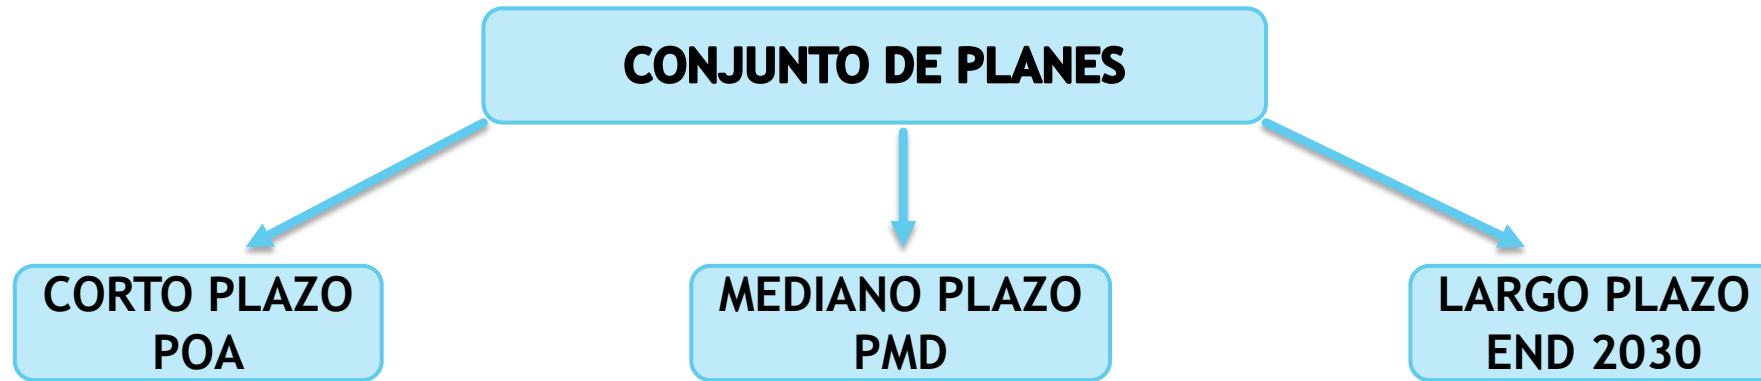 CONJUNTO DE PLANES
CORTO PLAZO
POA
MEDIANO PLAZO
PMD
LARGO PLAZO
END 2030